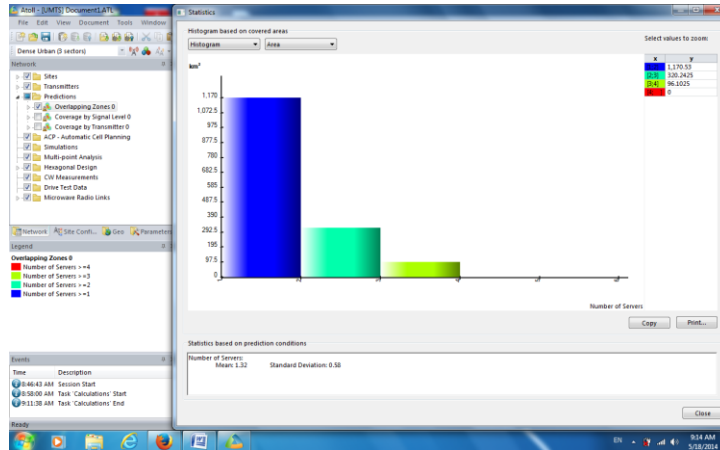 Atoll - [UMTS] Document1.ATL
File Edit View Document Tools Window
Dense Urban (3 sectors)
Network
Sites
Transmitters
Predictions
Overlapping Zones 0
Coverage by Signal Level 0
Coverage by Transmitter 0
ACP - Automatic Cell Planning
Simulations
Multi-point Analysis
Hexagonal Design
CW Measurements
Drive Test Data
Microwave Radio Links
Network Site Confi... Geo Parameters
Legend
Overlapping Zones 0
Number of Servers >=4
Number of Servers >=3
Number of Servers >=2
Number of Servers >=1
Events
Time Description
8:46:43 AM Session Start
8:58:00 AM Task 'Calculations' Start
9:11:38 AM Task 'Calculations' End
Ready
Statistics
Histogram based on covered areas
Histogram Area
Select values to zoom:
km²
1,170
1,072.5
975
877.5
780
682.5
585
487.5
390
292.5
195
97.5
0
Number of Servers
x y
1,170.53
[2;3[ 320.2425
[3;4[ 96.1025
0
Copy Print...
Statistics based on prediction conditions
Number of Servers:
Mean: 1.32 Standard Deviation: 0.58
Close
EN 9:14 AM
5/18/2014